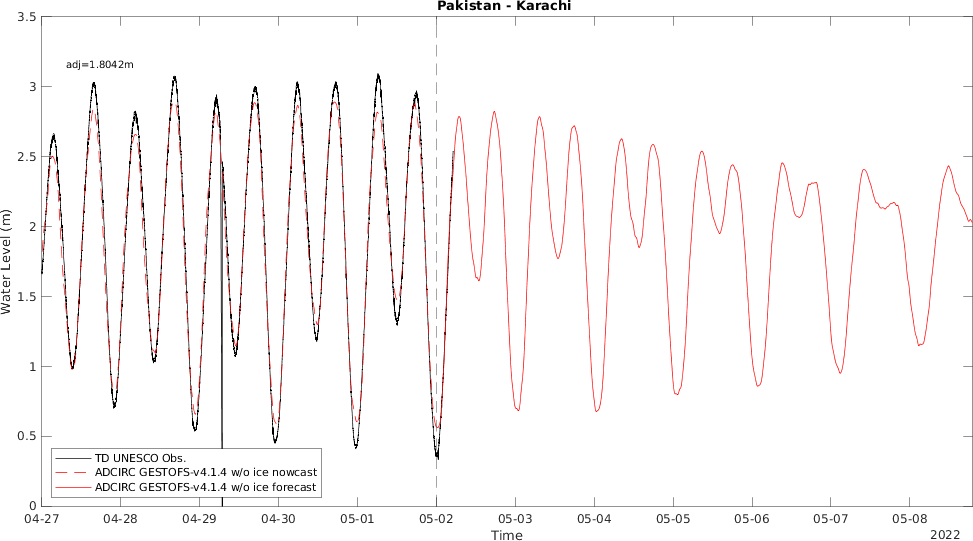 Pakistan - Karachi
adj=1.8042m
Water Level (m)
3.5
3
2.5
2
1.5
1
0.5
0
TD UNESCO Obs.
ADCIRC GESTOFS-v4.1.4 w/o ice nowcast
ADCIRC GESTOFS-v4.1.4 w/o ice forecast
04-27 04-28 04-29 04-30 05-01 05-02 05-03 05-04 05-05 05-06 05-07 05-08
Time
2022